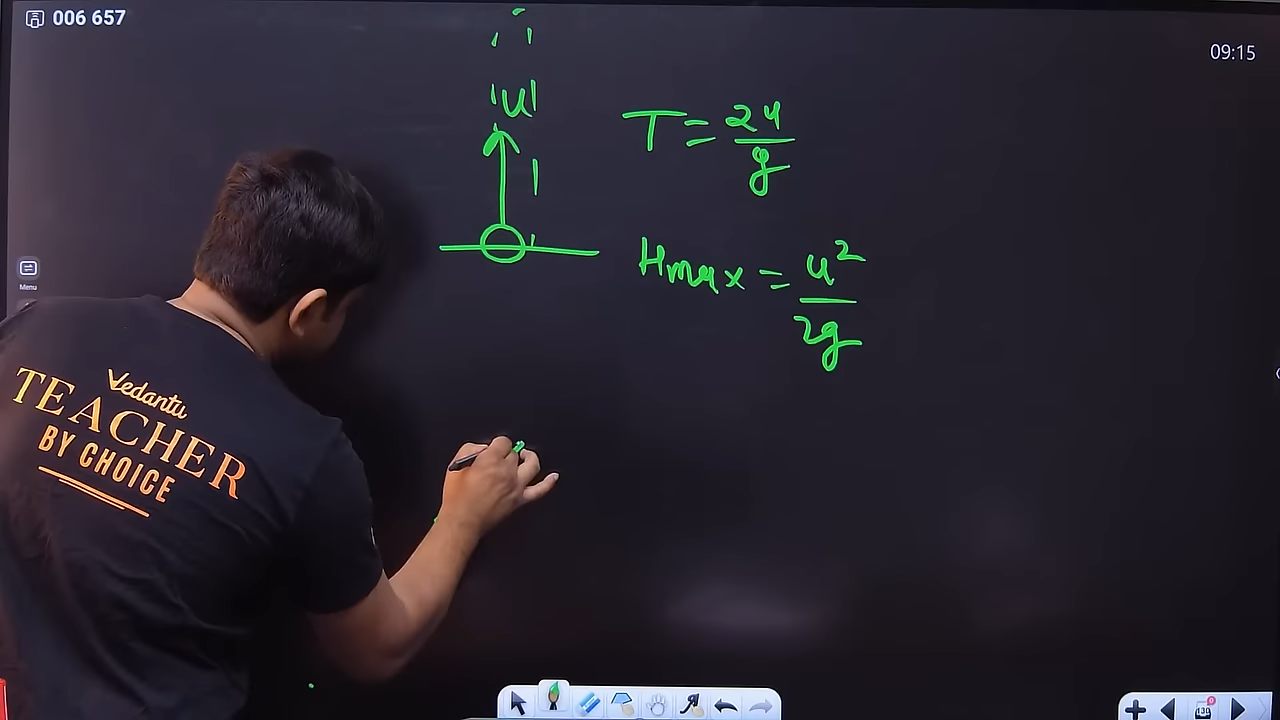 006 657
09:15
u
T = 2u/g
Hmax = u²/2g
Menu
Vedantu
TEACHER
BY CHOICE